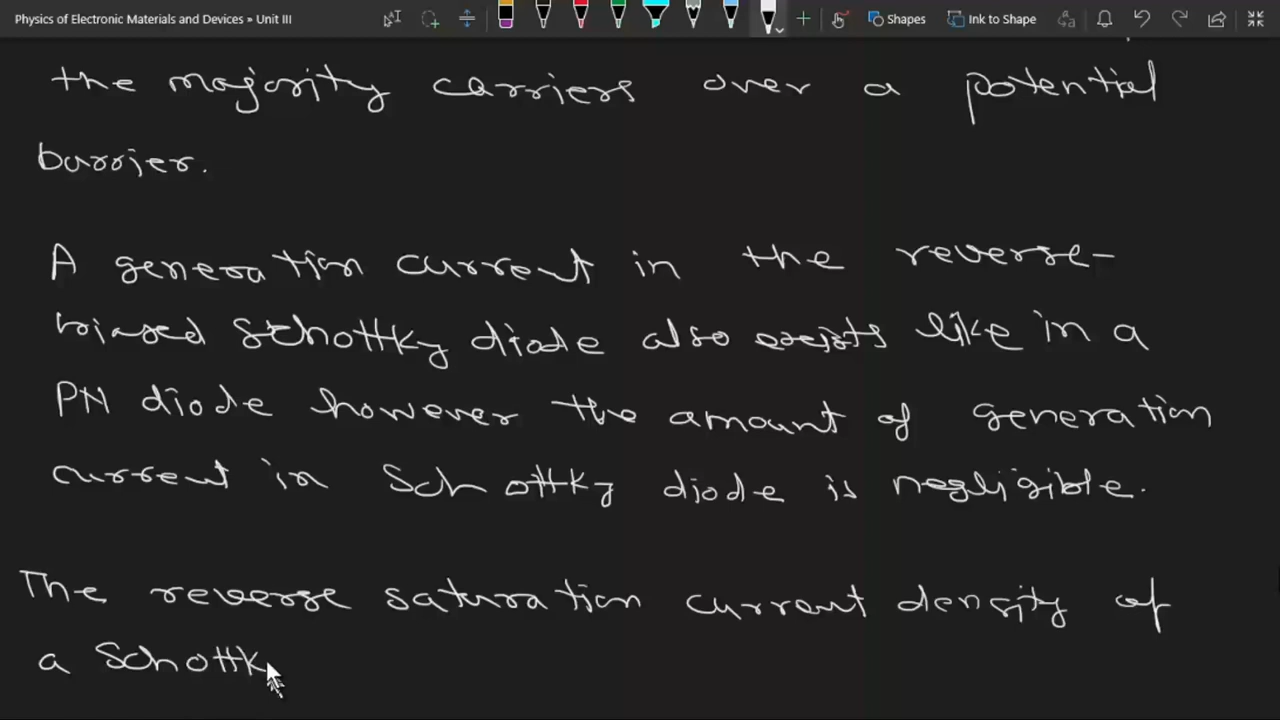 Physics of Electronic Materials and Devices » Unit III
Shapes
Ink to Shape
the majority carriers over a potential
barrier.
A generation current in the reverse-
biased Schottky diode also exists like in a
PN diode however the amount of generation
current in Schottky diode is negligible.
The reverse saturation current density of
a Schottk